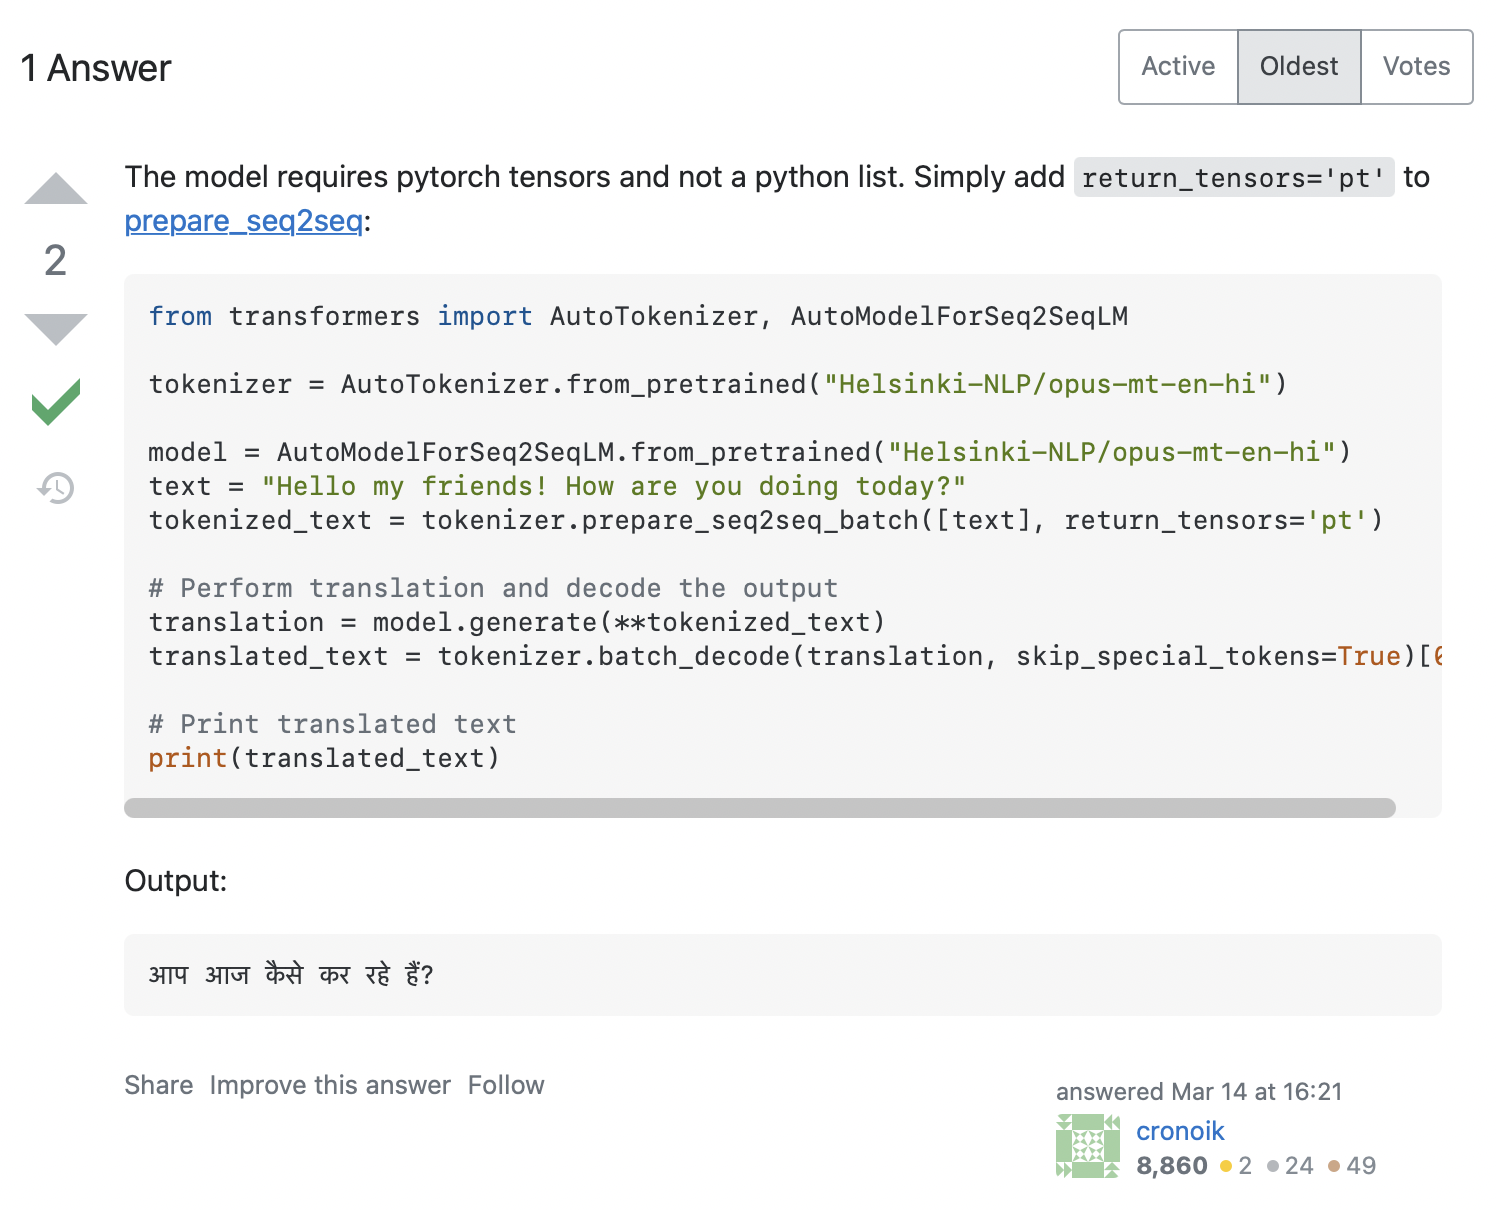 1 Answer
Active Oldest Votes
The model requires pytorch tensors and not a python list. Simply add return_tensors='pt' to
prepare_seq2seq:
2
from transformers import AutoTokenizer, AutoModelForSeq2SeqLM
tokenizer = AutoTokenizer.from_pretrained("Helsinki-NLP/opus-mt-en-hi")
model = AutoModelForSeq2SeqLM.from_pretrained("Helsinki-NLP/opus-mt-en-hi")
text = "Hello my friends! How are you doing today?"
tokenized_text = tokenizer.prepare_seq2seq_batch([text], return_tensors='pt')
# Perform translation and decode the output
translation = model.generate(**tokenized_text)
translated_text = tokenizer.batch_decode(translation, skip_special_tokens=True)[0
# Print translated text
print(translated_text)
Output:
आप आज कैसे कर रहे हैं?
Share Improve this answer Follow
answered Mar 14 at 16:21
cronoik
8,860 2 24 49